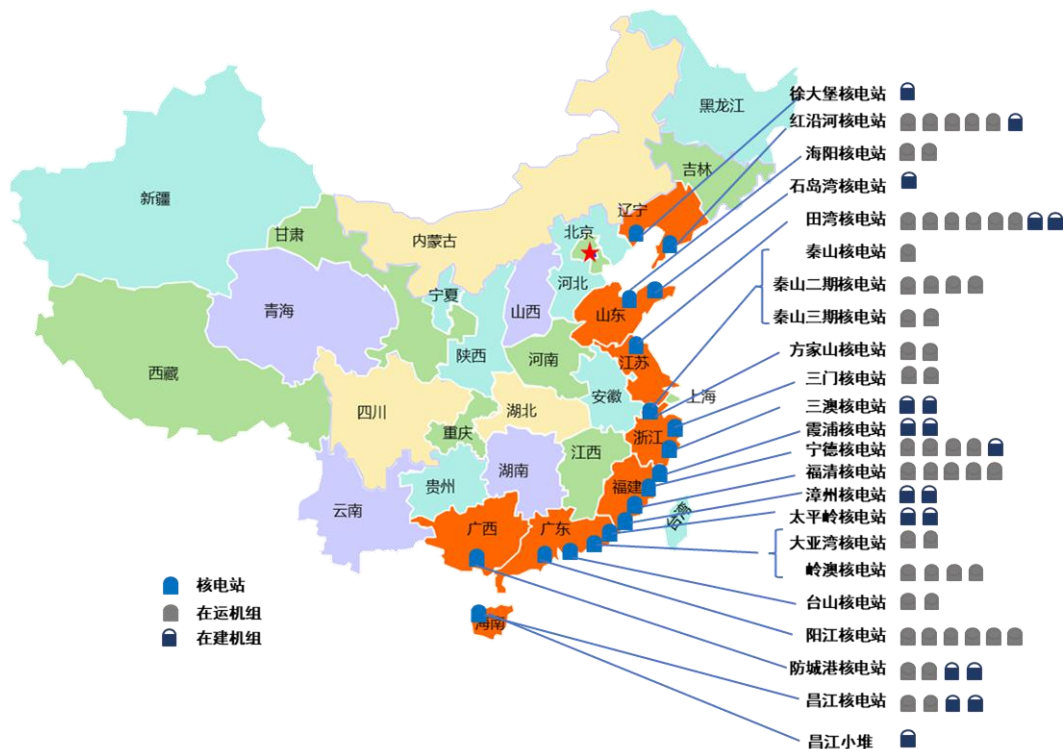 黑龙江
吉林
辽宁
新疆
甘肃
内蒙古
北京
河北
宁夏
山西
青海
山东
陕西
河南
江苏
西藏
安徽
上海
四川
湖北
重庆
浙江
湖南
江西
贵州
福建
云南
台湾
广西
广东
海南
徐大堡核电站
红沿河核电站
海阳核电站
石岛湾核电站
田湾核电站
秦山核电站
秦山二期核电站
秦山三期核电站
方家山核电站
三门核电站
三澳核电站
霞浦核电站
宁德核电站
福清核电站
漳州核电站
太平岭核电站
大亚湾核电站
岭澳核电站
台山核电站
阳江核电站
防城港核电站
昌江核电站
昌江小堆
核电站
在运机组
在建机组